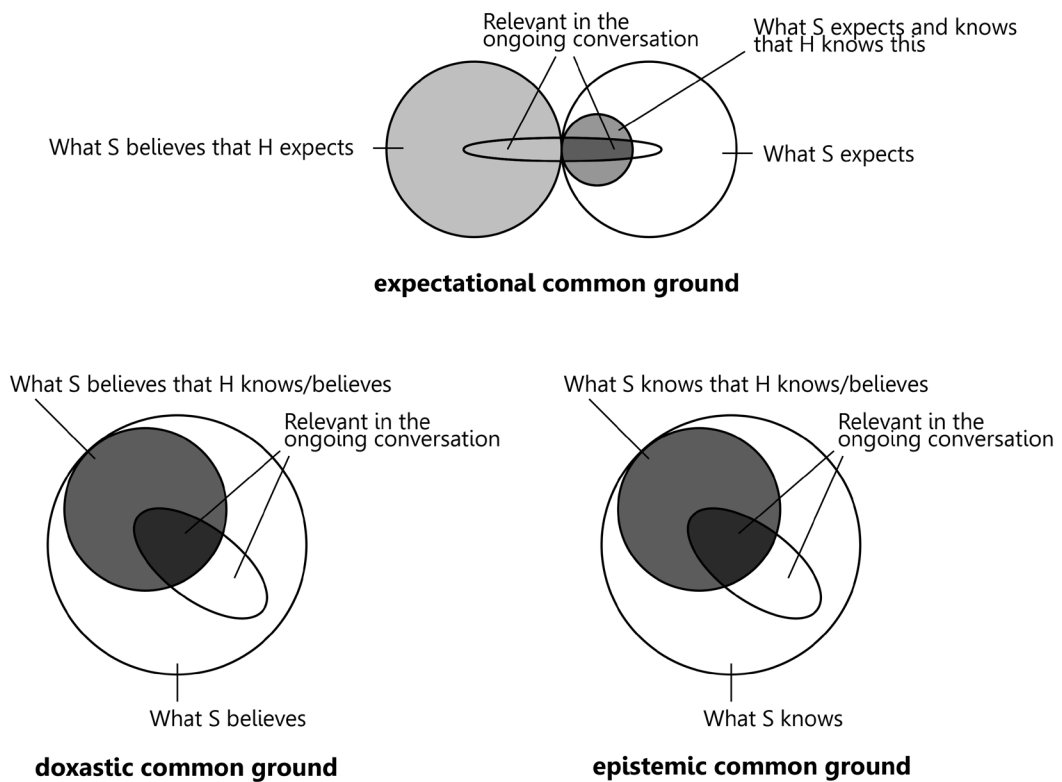 Relevant in the
ongoing conversation
What S expects and knows
that H knows this
What S believes that H expects
What S expects
expectational common ground
What S believes that H knows/believes
Relevant in the
ongoing conversation
What S believes
doxastic common ground
What S knows that H knows/believes
Relevant in the
ongoing conversation
What S knows
epistemic common ground